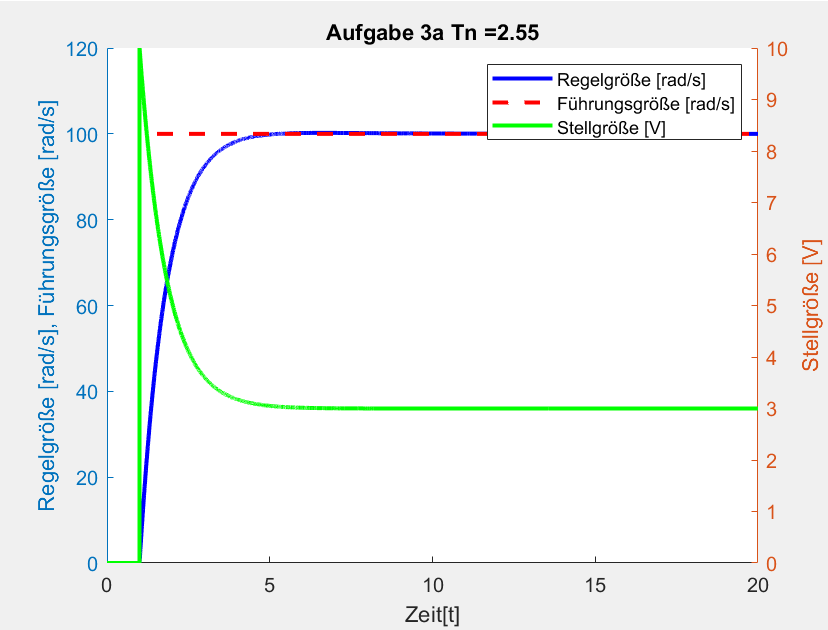 Aufgabe 3a Tn =2.55
Regelgröße [rad/s], Führungsgröße [rad/s]
120
100
80
60
40
20
0
Regelgröße [rad/s]
Führungsgröße [rad/s]
Stellgröße [V]
10
9
8
7
6
5
4
3
2
1
0
Stellgröße [V]
0 5 10 15 20
Zeit[t]